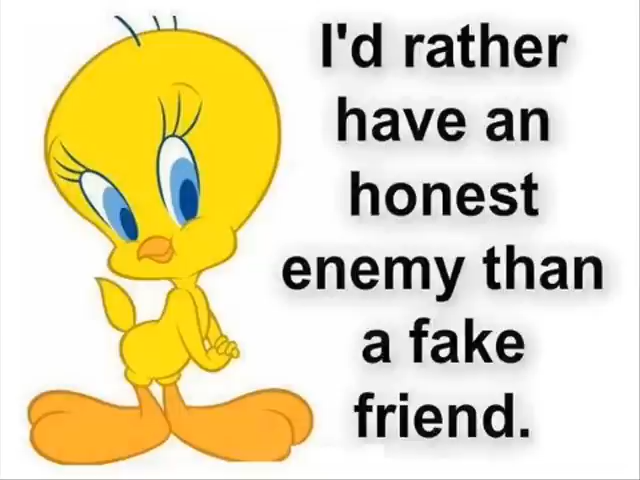 I'd rather
have an
honest
enemy than
a fake
friend.